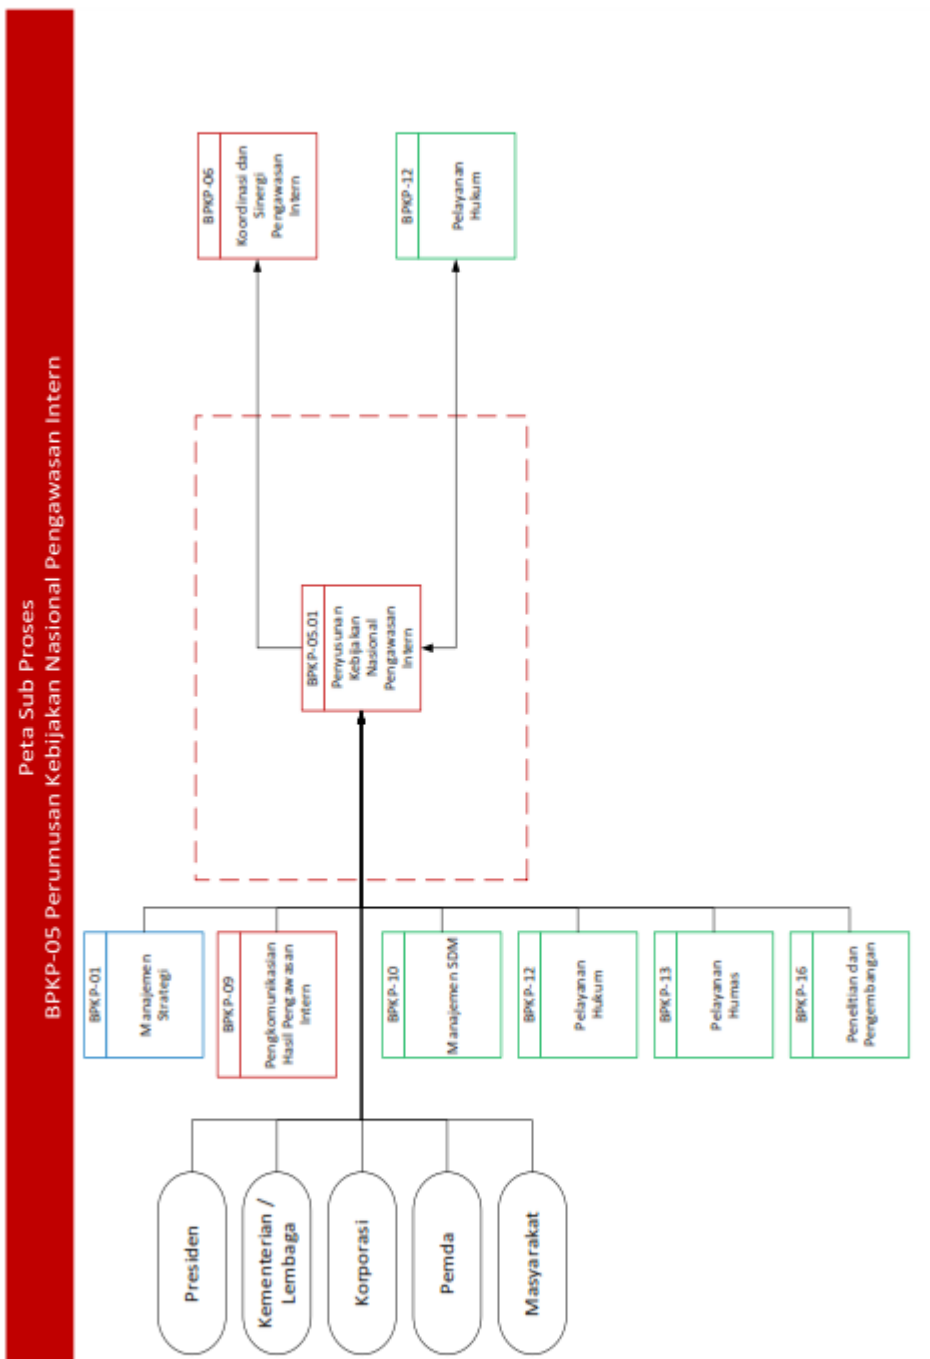 Peta Sub Proses
BPKP-05 Perumusan Kebijakan Nasional Pengawasan Intern
Presiden
Kementerian /
Lembaga
Korporasi
Pemda
Masyarakat
BPKP-01
Manajemen
Strategi
BPKP-09
Pengkomunikasian
Hasil Pengawasan
Intern
BPKP-10
Manajemen SDM
BPKP-12
Pelayanan
Hukum
BPKP-13
Pelayanan
Humas
BPKP-16
Penelitian dan
Pengembangan
BPKP-05.01
Penyusunan
Kebijakan
Nasional
Pengawasan
Intern
BPKP-06
Koordinasi dan
Sinergi
Pengawasan
Intern
BPKP-12
Pelayanan
Hukum